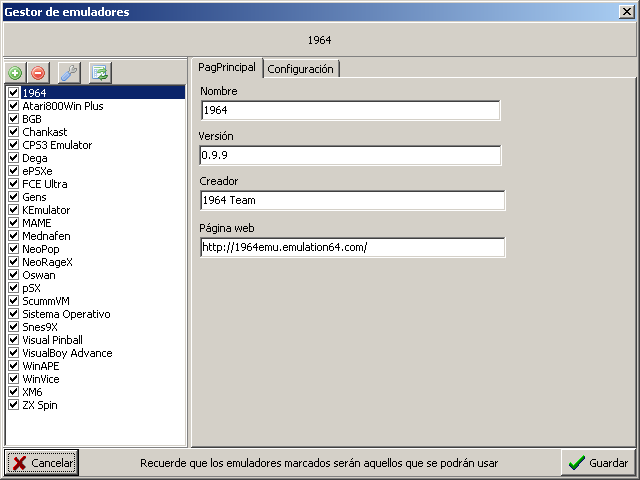 Gestor de emuladores
1964
PagPrincipal
Configuración
1964
Atari800Win Plus
BGB
Chankast
CPS3 Emulator
Dega
ePSXe
FCE Ultra
Gens
KEmulator
MAME
Mednafen
NeoPop
NeoRageX
Oswan
pSX
ScummVM
Sistema Operativo
Snes9X
Visual Pinball
VisualBoy Advance
WinAPE
WinVice
XM6
ZX Spin
Nombre
1964
Versión
0.9.9
Creador
1964 Team
Página web
http://1964emu.emulation64.com/
Cancelar
Recuerde que los emuladores marcados serán aquellos que se podrán usar
Guardar